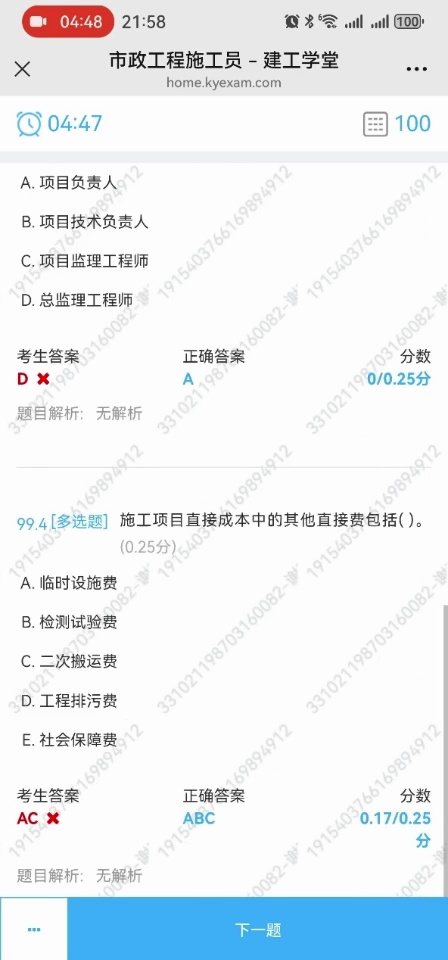 04:48 21:58 100
市政工程施工员 - 建工学堂
home.kyexam.com
04:47 100
A. 项目负责人
B. 项目技术负责人
C. 项目监理工程师
D. 总监理工程师
考生答案 正确答案 分数
D A 0/0.25分
题目解析: 无解析
99.4 [多选题] 施工项目直接成本中的其他直接费包括( )。
(0.25分)
A. 临时设施费
B. 检测试验费
C. 二次搬运费
D. 工程排污费
E. 社会保障费
考生答案 正确答案 分数
AC ABC 0.17/0.25
分
题目解析: 无解析
下一题